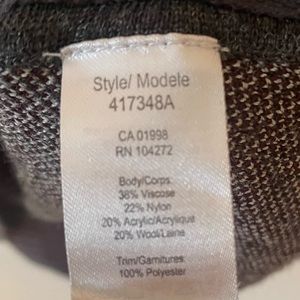 Style/ Modele
417348A
CA 01998
RN 104272
Body/Corps:
38% Viscose
22% Nylon
20% Acrylic/Acrylique
20% Wool/Laine
Trim/Garnitures:
100% Polyester